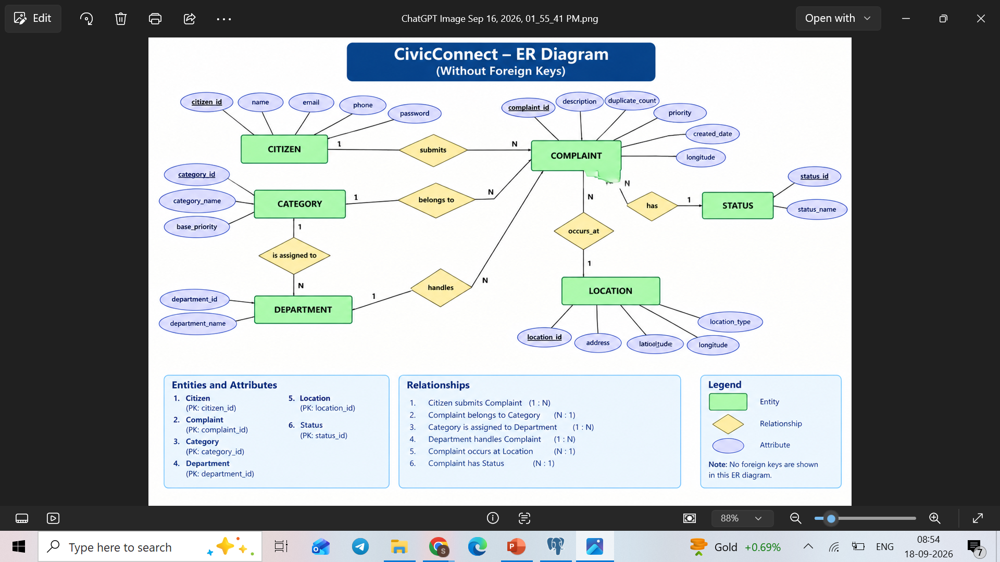 Edit
ChatGPT Image Sep 16, 2026, 01_55_41 PM.png
Open with
CivicConnect – ER Diagram
(Without Foreign Keys)
citizen_id
name
email
phone
password
complaint_id
description
duplicate_count
priority
created_date
longitude
CITIZEN
1
submits
N
COMPLAINT
category_id
category_name
base_priority
CATEGORY
1
belongs to
N
N
N
has
1
STATUS
status_id
status_name
1
is assigned to
N
occurs_at
1
department_id
department_name
DEPARTMENT
1
handles
N
LOCATION
location_id
address
longitude
location_type
Entities and Attributes
1. Citizen
(PK: citizen_id)
2. Complaint
(PK: complaint_id)
3. Category
(PK: category_id)
4. Department
(PK: department_id)
5. Location
(PK: location_id)
6. Status
(PK: status_id)
Relationships
1. Citizen submits Complaint (1 : N)
2. Complaint belongs to Category (N : 1)
3. Category is assigned to Department (1 : N)
4. Department handles Complaint (1 : N)
5. Complaint occurs at Location (N : 1)
6. Complaint has Status (N : 1)
Legend
Entity
Relationship
Attribute
Note: No foreign keys are shown
in this ER diagram.
88%
Type here to search
S
P
Gold +0.69%
ENG
08:54
18-09-2026
7